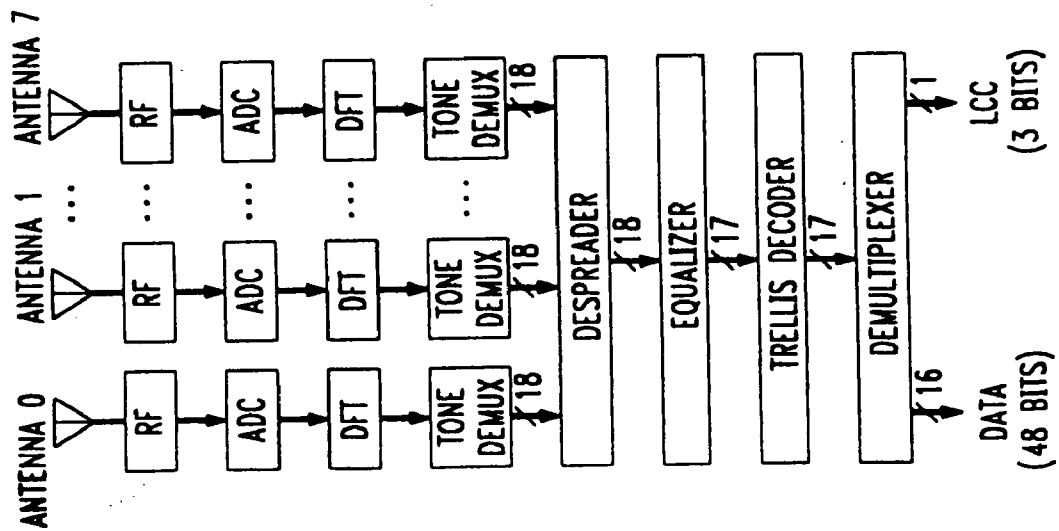 ANTENNA 0
ANTENNA 1
...
ANTENNA 7
RF
RF
...
RF
ADC
ADC
...
ADC
DFT
DFT
...
DFT
TONE
DEMUX
TONE
DEMUX
...
TONE
DEMUX
18
18
18
DESPREADER
18
EQUALIZER
17
TRELLIS DECODER
17
DEMULTIPLEXER
16
1
DATA
(48 BITS)
LCC
(3 BITS)